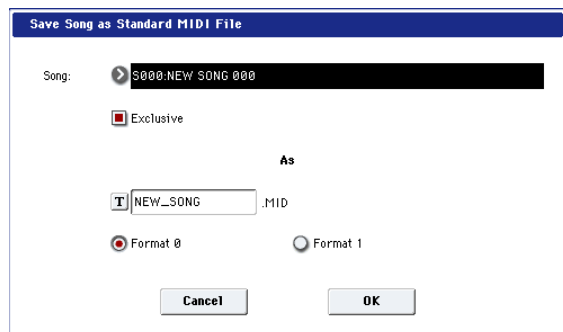 Save Song as Standard MIDI File
Song: S000:NEW SONG 000
Exclusive
As
T NEW_SONG .MID
Format 0 Format 1
Cancel OK